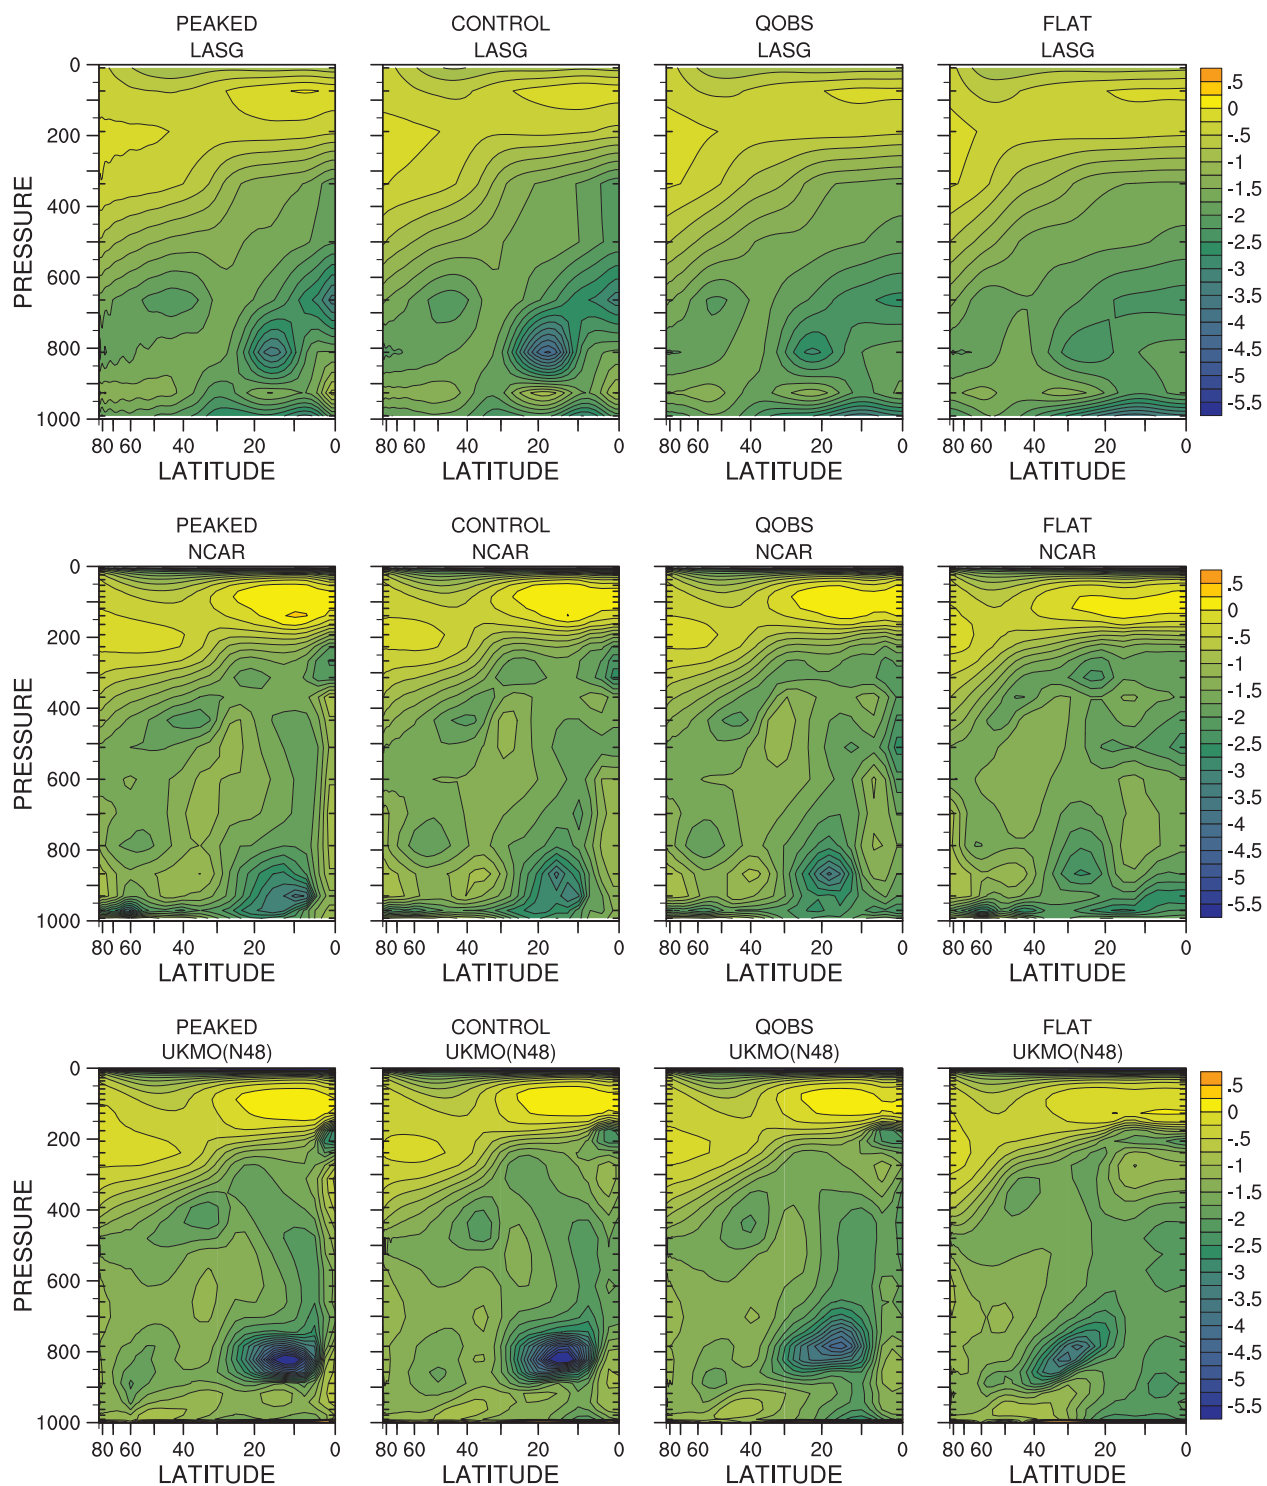 PEAKED CONTROL QOBS FLAT
LASG LASG LASG LASG
0 .5
0
200 -.5
-1
-1.5
PRESSURE
400 -2
-2.5
600 -3
-3.5
800 -4
-4.5
-5
1000 -5.5
80 60 40 20 0 80 60 40 20 0 80 60 40 20 0 80 60 40 20 0
LATITUDE LATITUDE LATITUDE LATITUDE
PEAKED CONTROL QOBS FLAT
NCAR NCAR NCAR NCAR
0 .5
0
200 -.5
-1
-1.5
PRESSURE
400 -2
-2.5
600 -3
-3.5
800 -4
-4.5
-5
1000 -5.5
80 60 40 20 0 80 60 40 20 0 80 60 40 20 0 80 60 40 20 0
LATITUDE LATITUDE LATITUDE LATITUDE
PEAKED CONTROL QOBS FLAT
UKMO(N48) UKMO(N48) UKMO(N48) UKMO(N48)
0 .5
0
200 -.5
-1
-1.5
PRESSURE
400 -2
-2.5
600 -3
-3.5
800 -4
-4.5
-5
1000 -5.5
80 60 40 20 0 80 60 40 20 0 80 60 40 20 0 80 60 40 20 0
LATITUDE LATITUDE LATITUDE LATITUDE